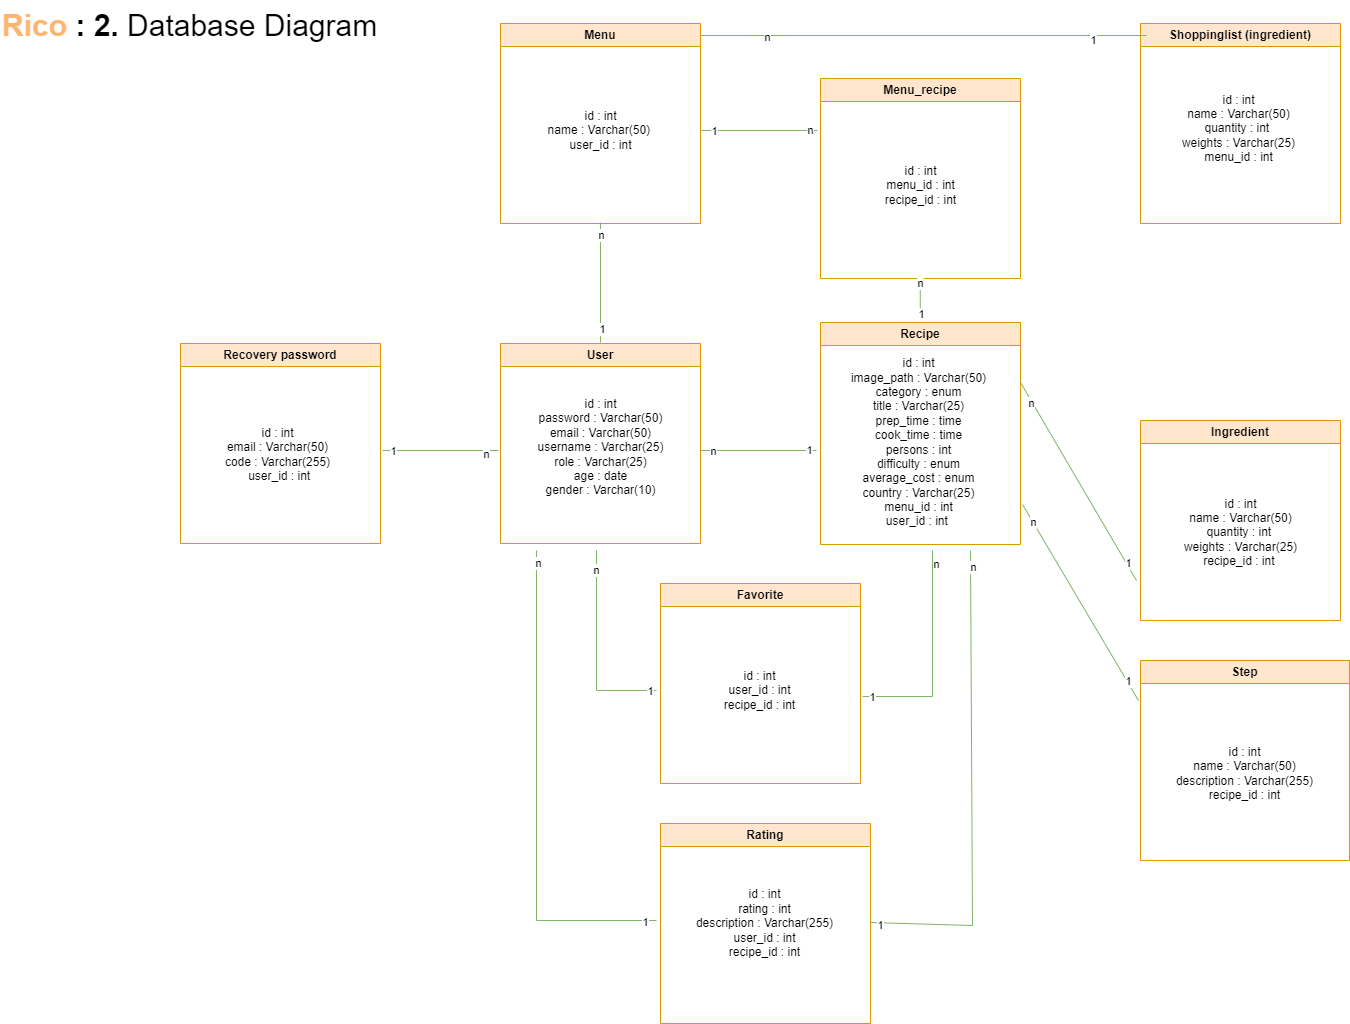 Rico : 2. Database Diagram
Menu
id : int
name : Varchar(50)
user_id : int
n
1
Shoppinglist (ingredient)
id : int
name : Varchar(50)
quantity : int
weights : Varchar(25)
menu_id : int
Menu_recipe
id : int
menu_id : int
recipe_id : int
1
n
n
1
n
1
Recovery password
id : int
email : Varchar(50)
code : Varchar(255)
user_id : int
1
n
User
id : int
password : Varchar(50)
email : Varchar(50)
username : Varchar(25)
role : Varchar(25)
age : date
gender : Varchar(10)
n
1
Recipe
id : int
image_path : Varchar(50)
category : enum
title : Varchar(25)
prep_time : time
cook_time : time
persons : int
difficulty : enum
average_cost : enum
country : Varchar(25)
menu_id : int
user_id : int
n
1
n
1
Ingredient
id : int
name : Varchar(50)
quantity : int
weights : Varchar(25)
recipe_id : int
n
n
n
n
Favorite
id : int
user_id : int
recipe_id : int
1
1
Step
id : int
name : Varchar(50)
description : Varchar(255)
recipe_id : int
Rating
id : int
rating : int
description : Varchar(255)
user_id : int
recipe_id : int
1
1